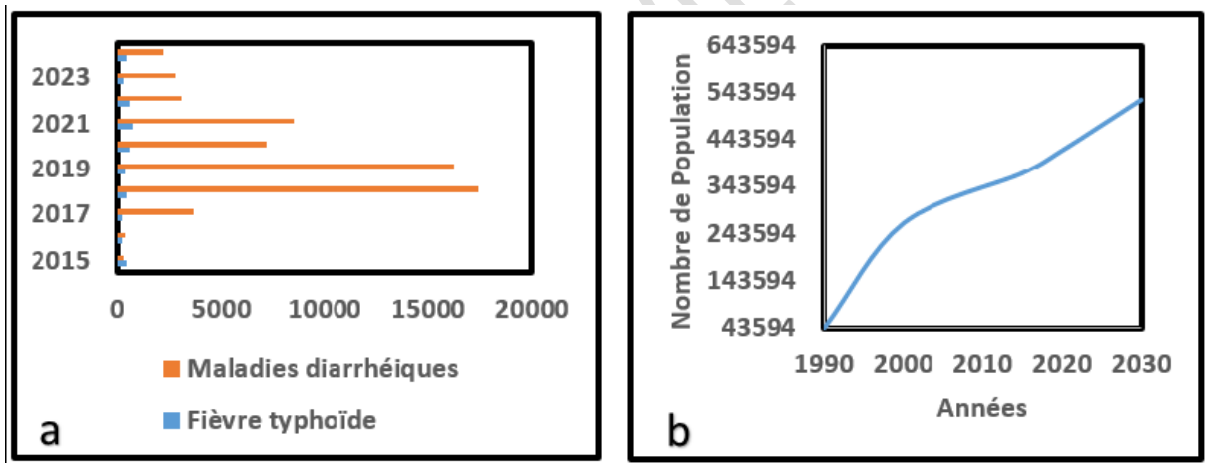 2023
2021
2019
2017
2015
0 5000 10000 15000 20000
Maladies diarrhéiques
Fièvre typhoïde
a
Nombre de Population
643594
543594
443594
343594
243594
143594
43594
1990 2000 2010 2020 2030
Années
b